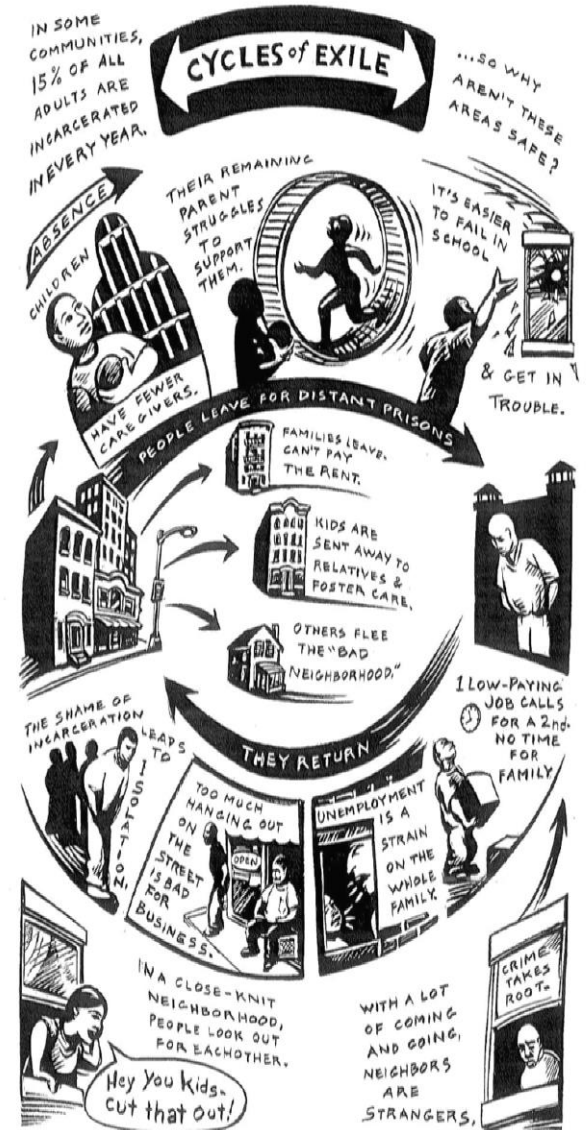 IN SOME
COMMUNITIES,
15% OF ALL
ADULTS ARE
INCARCERATED
IN EVERY YEAR.
CYCLES of EXILE
...SO WHY
AREN'T THESE
AREAS SAFE?
ABSENCE
CHILDREN
HAVE FEWER
CARE GIVERS.
THEIR REMAINING
PARENT
STRUGGLES
TO
SUPPORT
THEM.
IT'S EASIER
TO FAIL IN
SCHOOL
& GET IN
TROUBLE.
PEOPLE LEAVE FOR DISTANT PRISONS
FAMILIES LEAVE.
CAN'T PAY
THE RENT.
KIDS ARE
SENT AWAY TO
RELATIVES &
FOSTER CARE.
OTHERS FLEE
THE "BAD
NEIGHBORHOOD."
1 LOW-PAYING
JOB CALLS
FOR A 2nd-
NO TIME
FOR
FAMILY
THEY RETURN
UNEMPLOYMENT
IS A
STRAIN
ON THE
WHOLE
FAMILY.
TOO MUCH
HANGING OUT
ON
THE
STREET
IS BAD
FOR
BUSINESS.
OPEN
THE SHAME OF
INCARCERATION
LEADS
TO
ISOLATION.
IN A CLOSE-KNIT
NEIGHBORHOOD,
PEOPLE LOOK OUT
FOR EACHOTHER.
Hey You Kids-
Cut that Out!
WITH A LOT
OF COMING
AND GOING,
NEIGHBORS
ARE
STRANGERS,
CRIME
TAKES
ROOT-